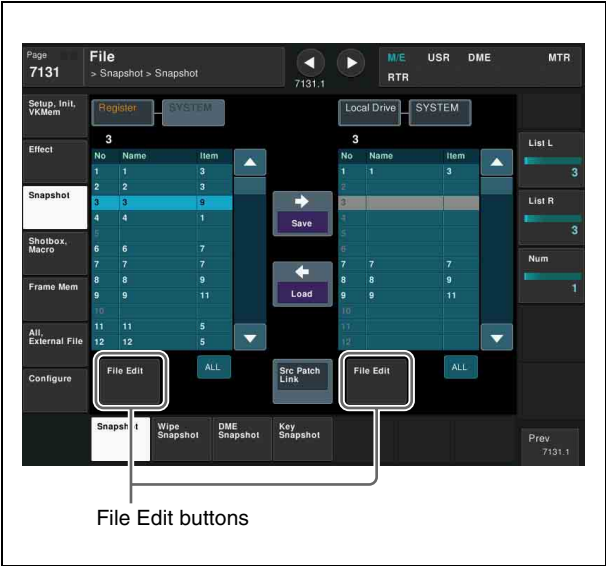 Page
7131
File
> Snapshot > Snapshot
7131.1
M/E USR DME MTR
RTR
Setup, Init,
VKMem
Effect
Snapshot
Shotbox,
Macro
Frame Mem
All,
External File
Configure
Register SYSTEM
3
No Name Item
1 1 3
2 2 3
3 3 9
4 4 1
5
6 6 7
7 7 7
8 8 9
9 9 11
10
11 11 5
12 12 5
File Edit
ALL
Save
Load
Src Patch
Link
Local Drive SYSTEM
3
No Name Item
1 1 3
2
3
4
5
6
7 7 7
8 8 9
9 9 11
10
11
12
File Edit
ALL
List L
3
List R
3
Num
1
Snapshot
Wipe
Snapshot
DME
Snapshot
Key
Snapshot
Prev
7131.1
File Edit buttons